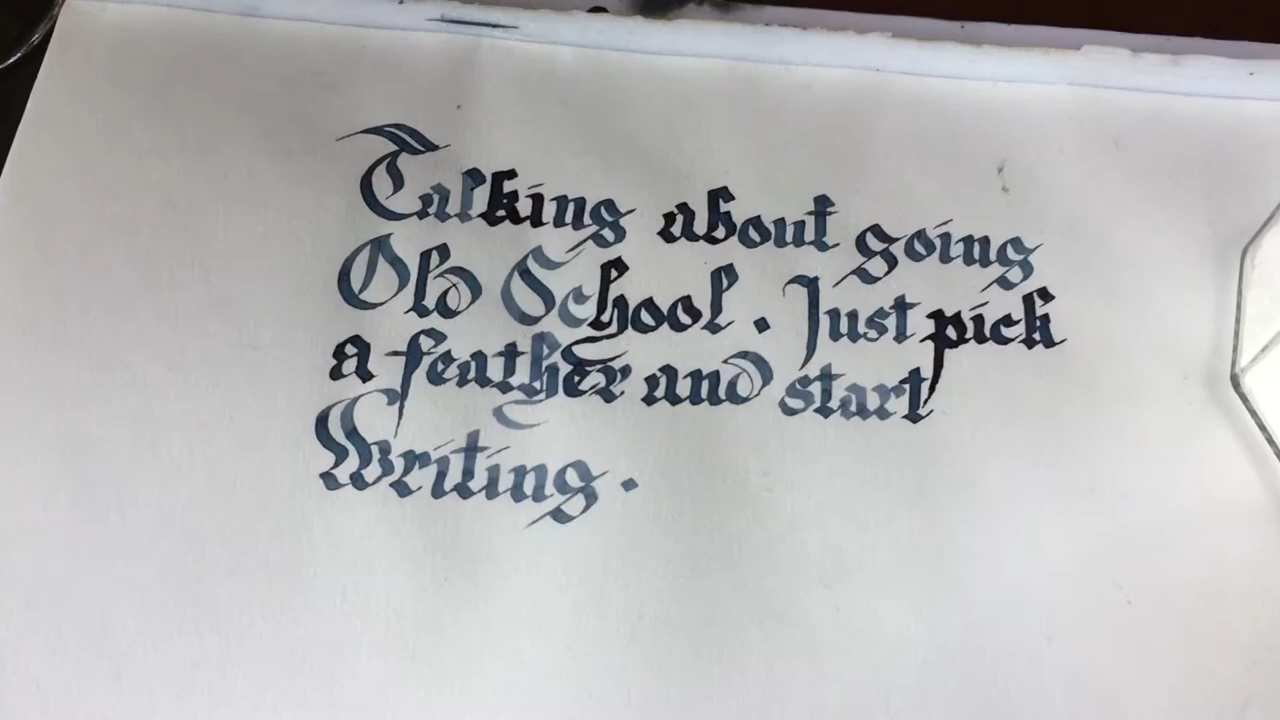 Talking about going
Old School. Just pick
a feather and start
Writing.